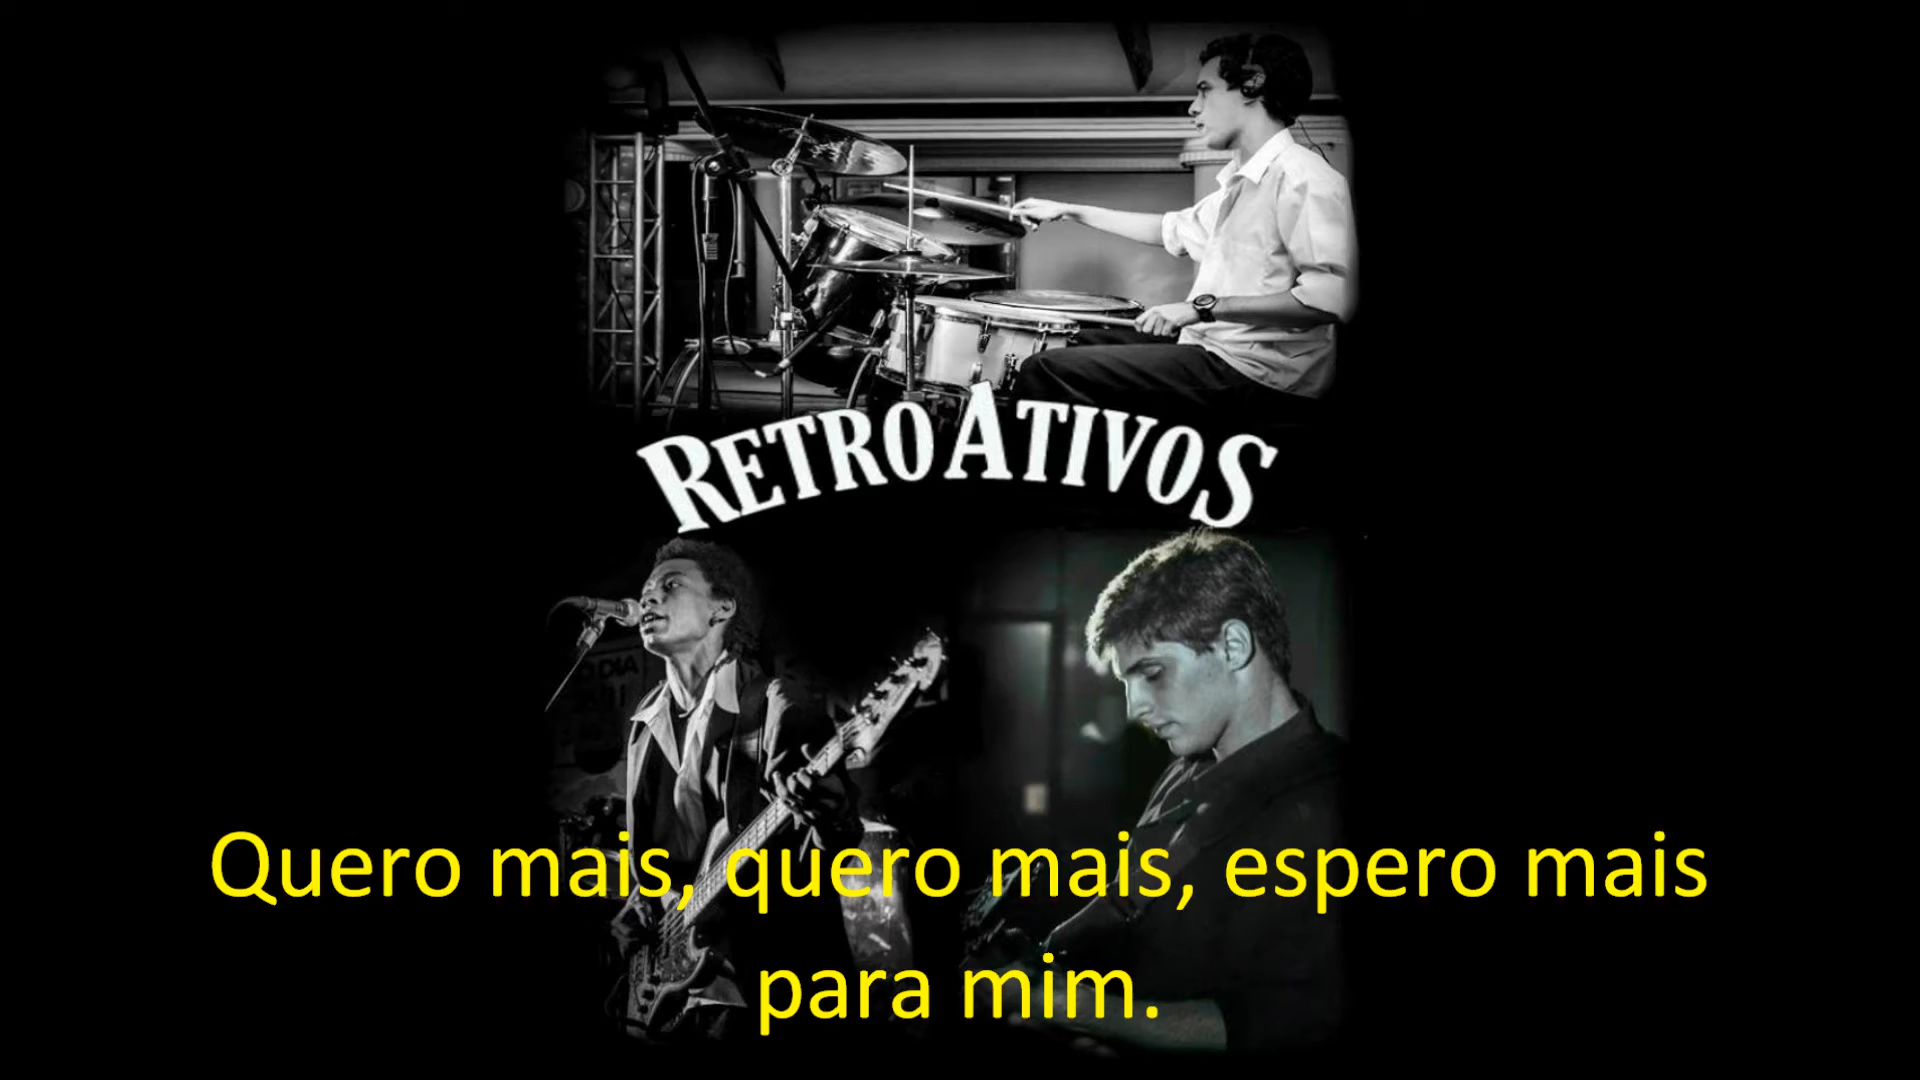 RETROATIVOS
Quero mais, quero mais, espero mais
para mim.